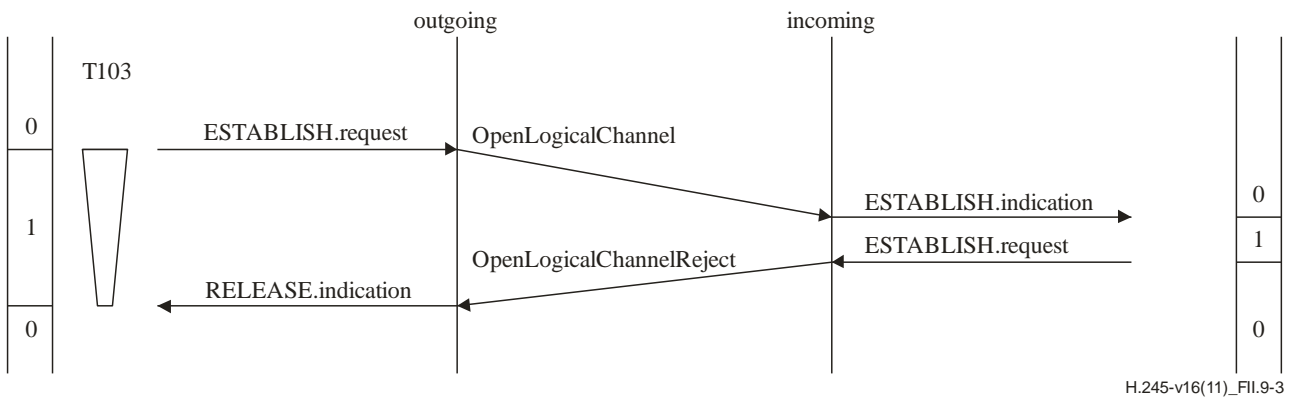 outgoing incoming
T103
0 ESTABLISH.request OpenLogicalChannel
ESTABLISH.indication 0
1 OpenLogicalChannelReject ESTABLISH.request 1
RELEASE.indication
0 0
H.245-v16(11)_FII.9-3